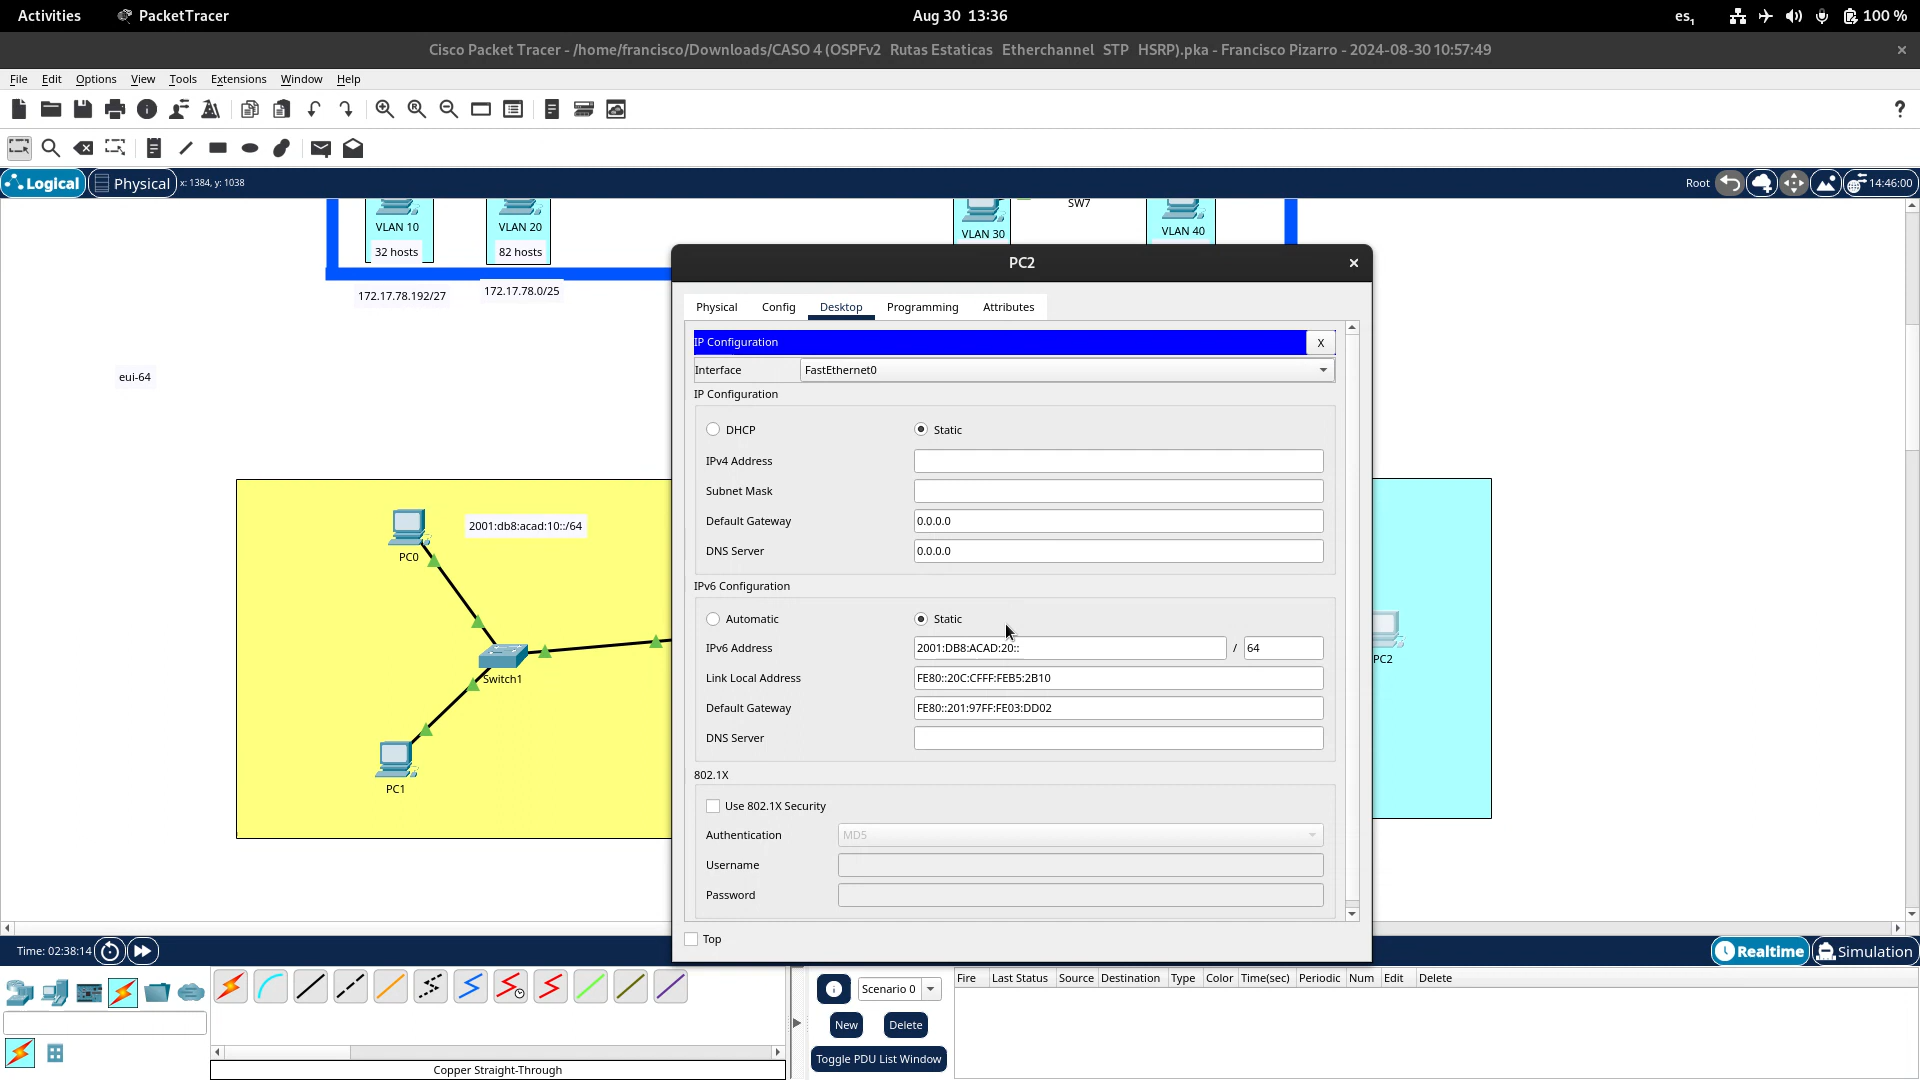 Activities PacketTracer Aug 30 13:36 es₁ 100 %
Cisco Packet Tracer - /home/francisco/Downloads/CASO 4 (OSPFv2 Rutas Estaticas Etherchannel STP HSRP).pka - Francisco Pizarro - 2024-08-30 10:57:49
File Edit Options View Tools Extensions Window Help
?
Logical Physical x: 1384, y: 1038 Root 14:46:00
SW7
VLAN 10 VLAN 20 VLAN 30 VLAN 40
32 hosts 82 hosts
172.17.78.192/27 172.17.78.0/25
eui-64
2001:db8:acad:10::/64
PC0
Switch1
PC1
PC2
PC2
Physical Config Desktop Programming Attributes
IP Configuration X
Interface FastEthernet0
IP Configuration
DHCP Static
IPv4 Address
Subnet Mask
Default Gateway 0.0.0.0
DNS Server 0.0.0.0
IPv6 Configuration
Automatic Static
IPv6 Address 2001:DB8:ACAD:20:: / 64
Link Local Address FE80::20C:CFFF:FEB5:2B10
Default Gateway FE80::201:97FF:FE03:DD02
DNS Server
802.1X
Use 802.1X Security
Authentication MD5
Username
Password
Top
Time: 02:38:14 Realtime Simulation
Scenario 0
New Delete
Toggle PDU List Window
Fire Last Status Source Destination Type Color Time(sec) Periodic Num Edit Delete
Copper Straight-Through